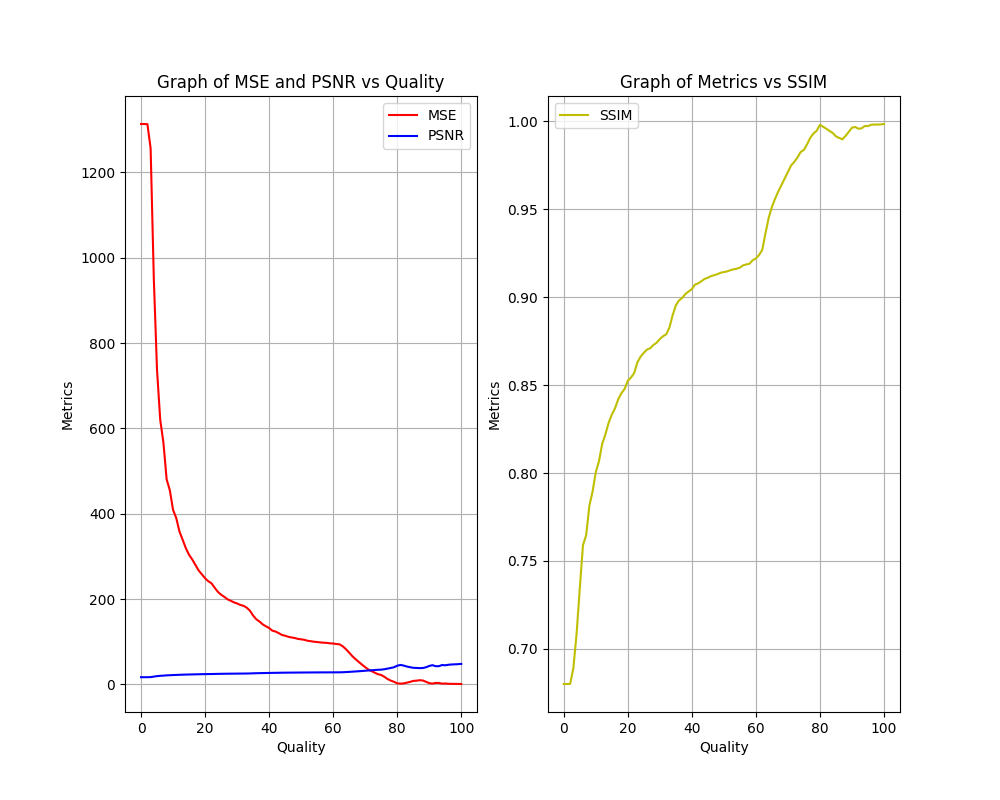 Graph of MSE and PSNR vs Quality
MSE
PSNR
1200
1000
800
600
400
200
0
Metrics
0 20 40 60 80 100
Quality
Graph of Metrics vs SSIM
SSIM
1.00
0.95
0.90
0.85
0.80
0.75
0.70
Metrics
0 20 40 60 80 100
Quality